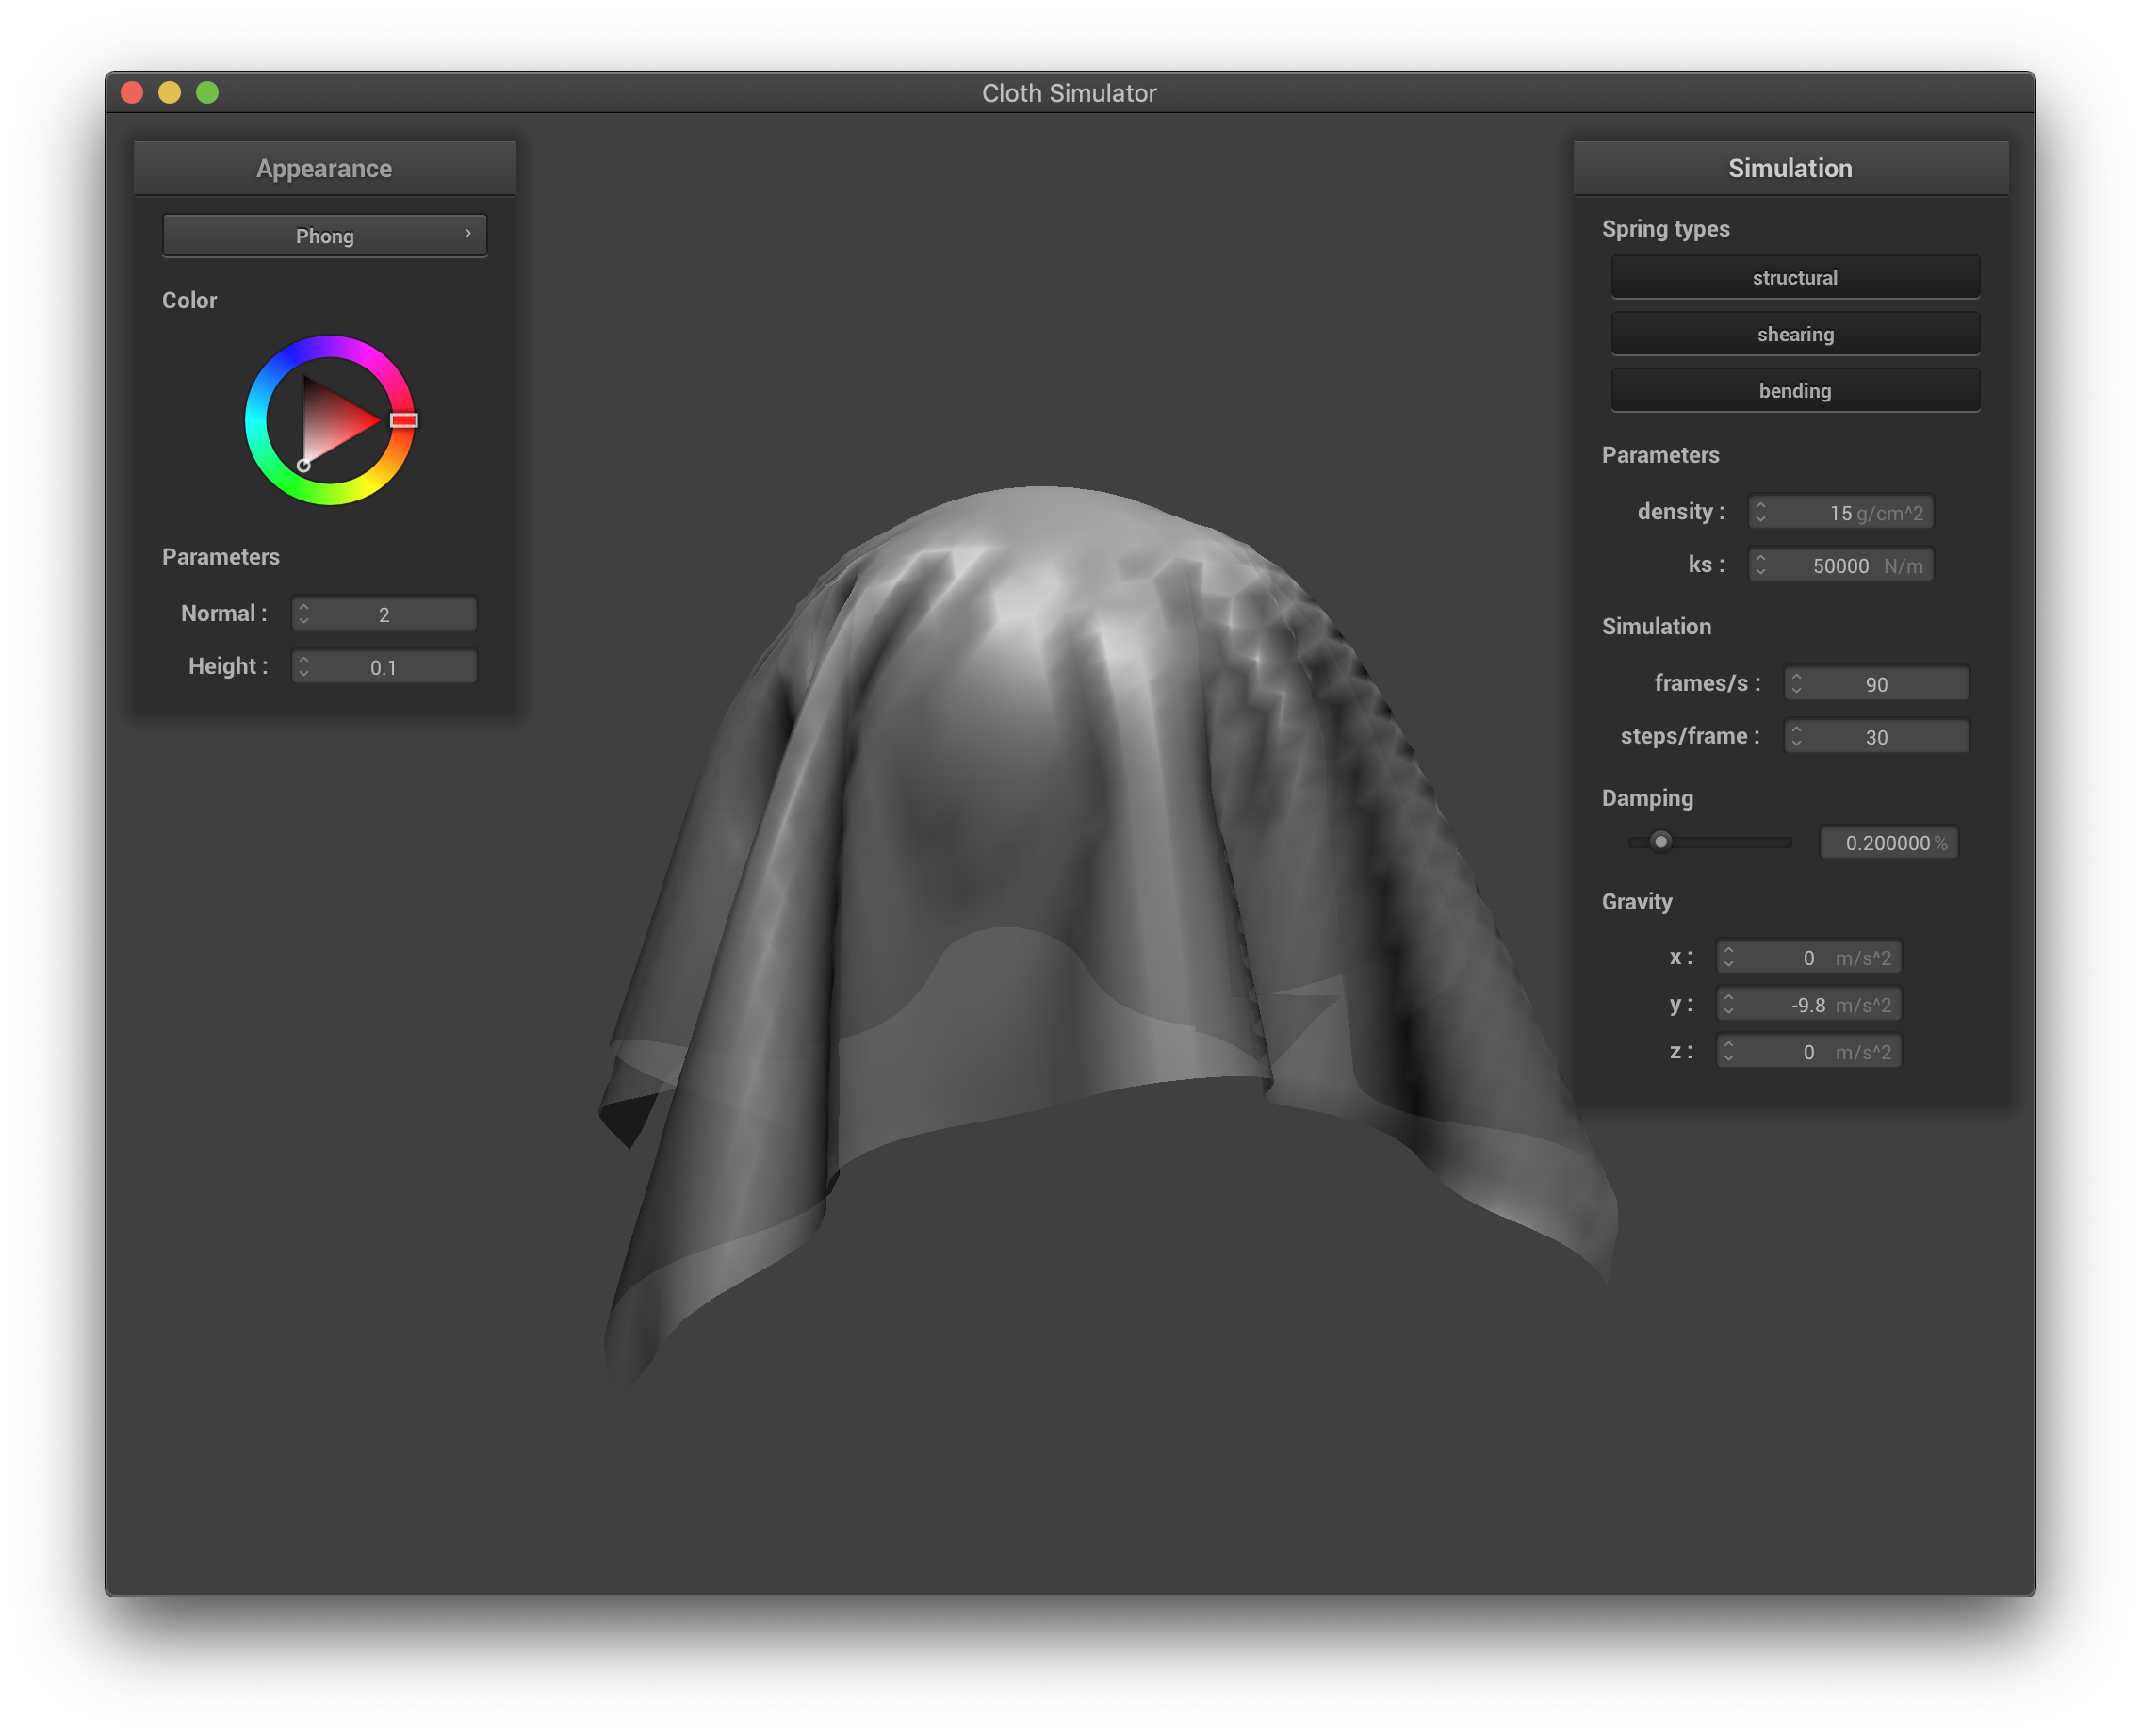 Cloth Simulator
Appearance
Phong
Color
Parameters
Normal : 2
Height : 0.1
Simulation
Spring types
structural
shearing
bending
Parameters
density : 15 g/cm^2
ks : 50000 N/m
Simulation
frames/s : 90
steps/frame : 30
Damping
0.200000 %
Gravity
x : 0 m/s^2
y : -9.8 m/s^2
z : 0 m/s^2